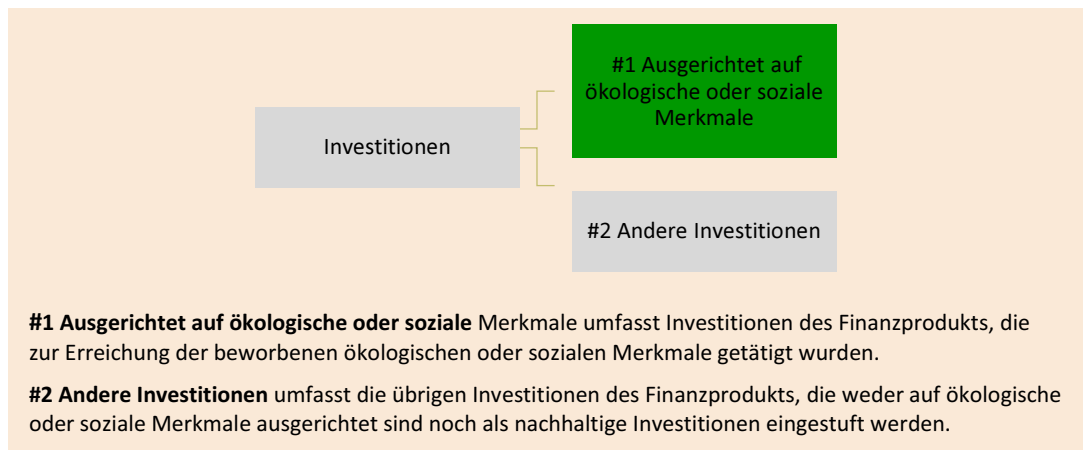 #1 Ausgerichtet auf
ökologische oder soziale
Merkmale
Investitionen
#2 Andere Investitionen
#1 Ausgerichtet auf ökologische oder soziale Merkmale umfasst Investitionen des Finanzprodukts, die
zur Erreichung der beworbenen ökologischen oder sozialen Merkmale getätigt wurden.
#2 Andere Investitionen umfasst die übrigen Investitionen des Finanzprodukts, die weder auf ökologische
oder soziale Merkmale ausgerichtet sind noch als nachhaltige Investitionen eingestuft werden.